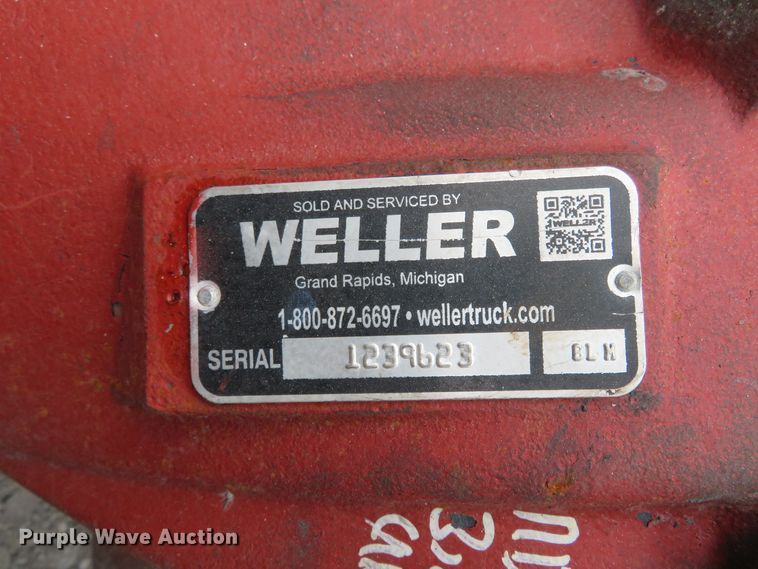 SOLD AND SERVICED BY
WELLER
WELLER
Grand Rapids, Michigan
1-800-872-6697 • wellertruck.com
SERIAL 1239623
Purple Wave Auction